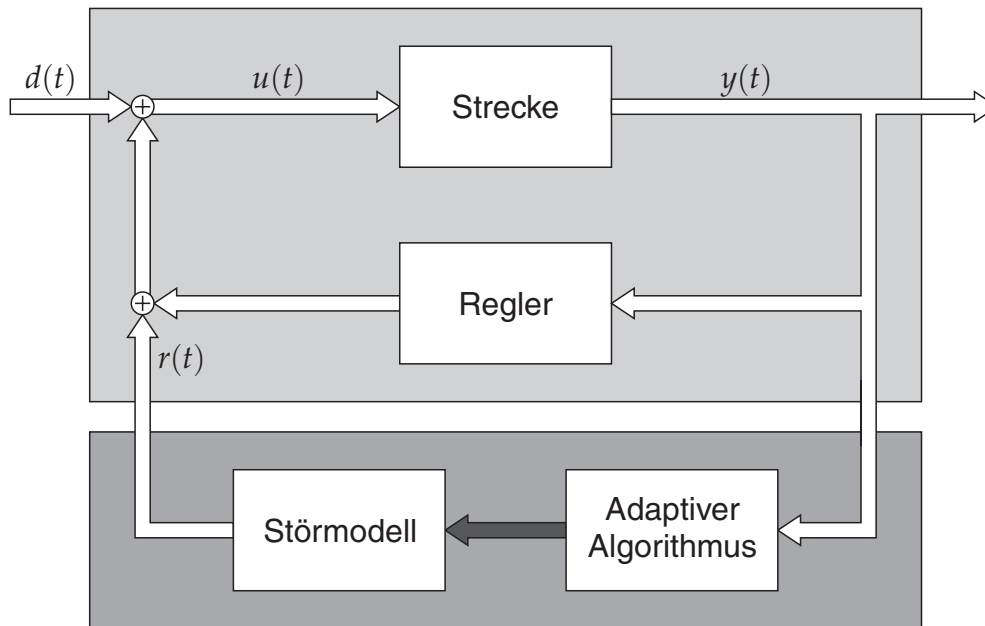 d(t)
u(t)
y(t)
+
Strecke
+
Regler
r(t)
Störmodell
Adaptiver
Algorithmus